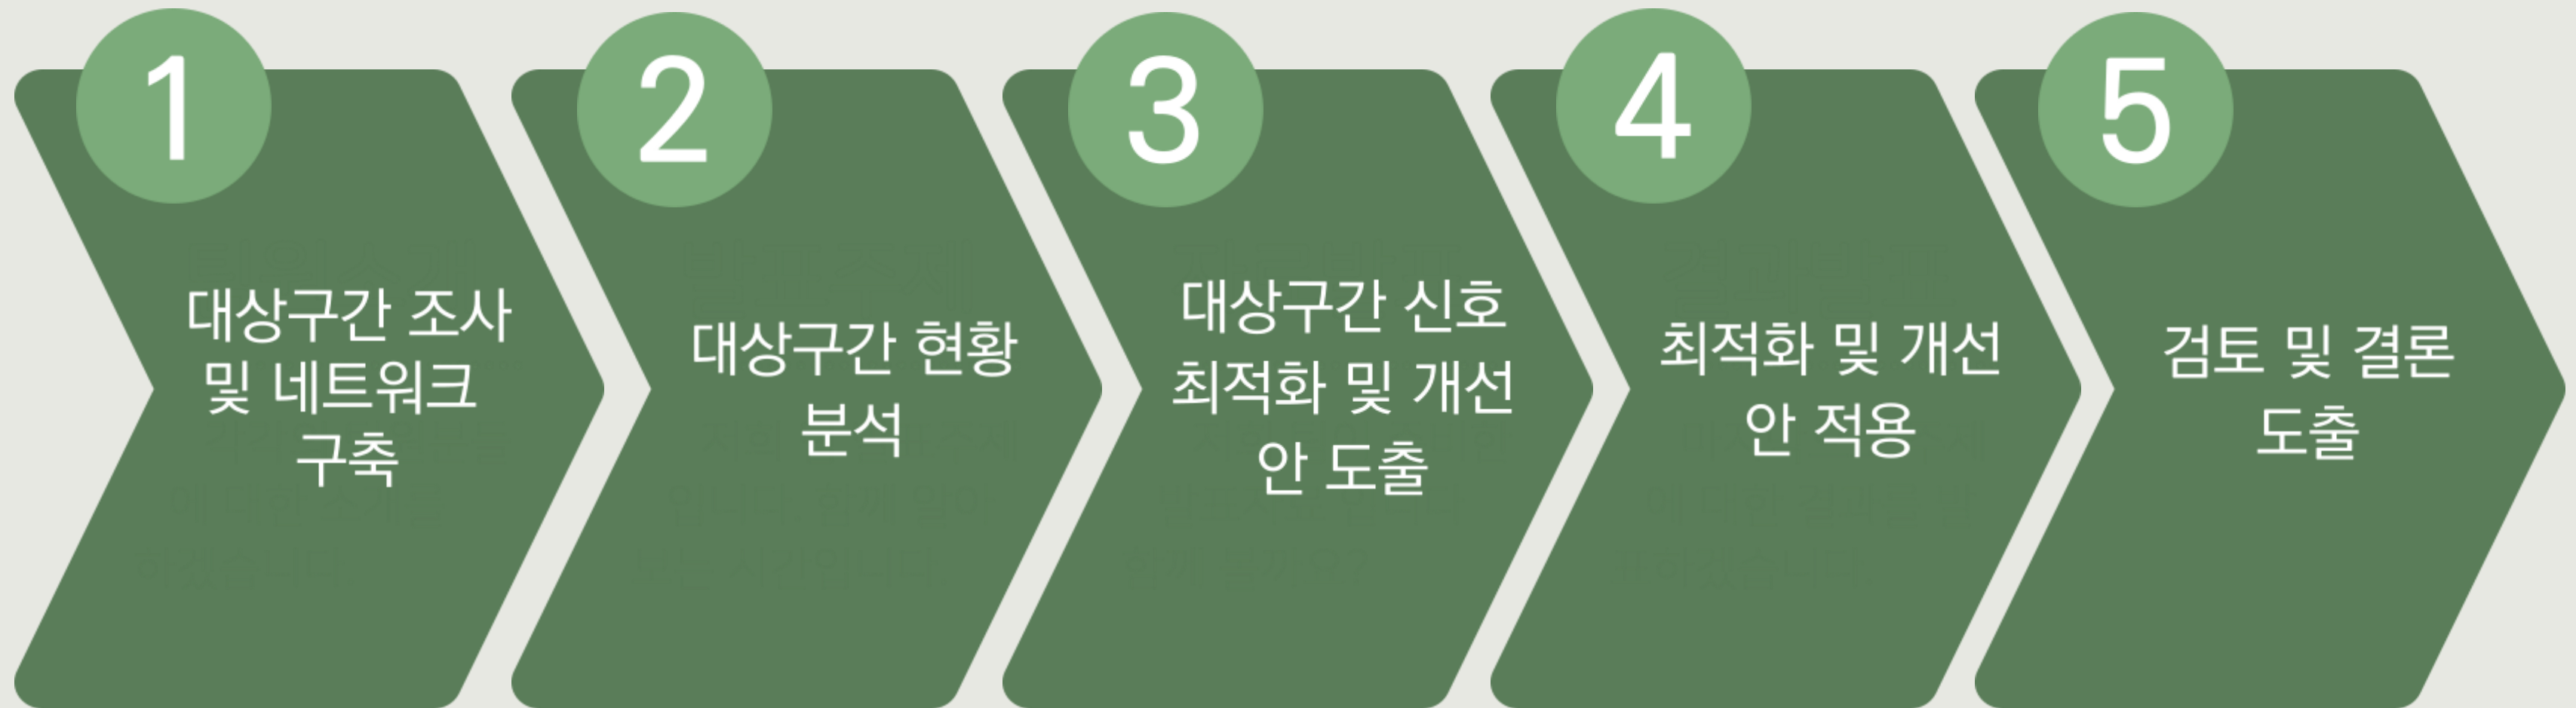 1
대상구간 조사
및 네트워크
구축
2
대상구간 현황
분석
3
대상구간 신호
최적화 및 개선
안 도출
4
최적화 및 개선
안 적용
5
검토 및 결론
도출